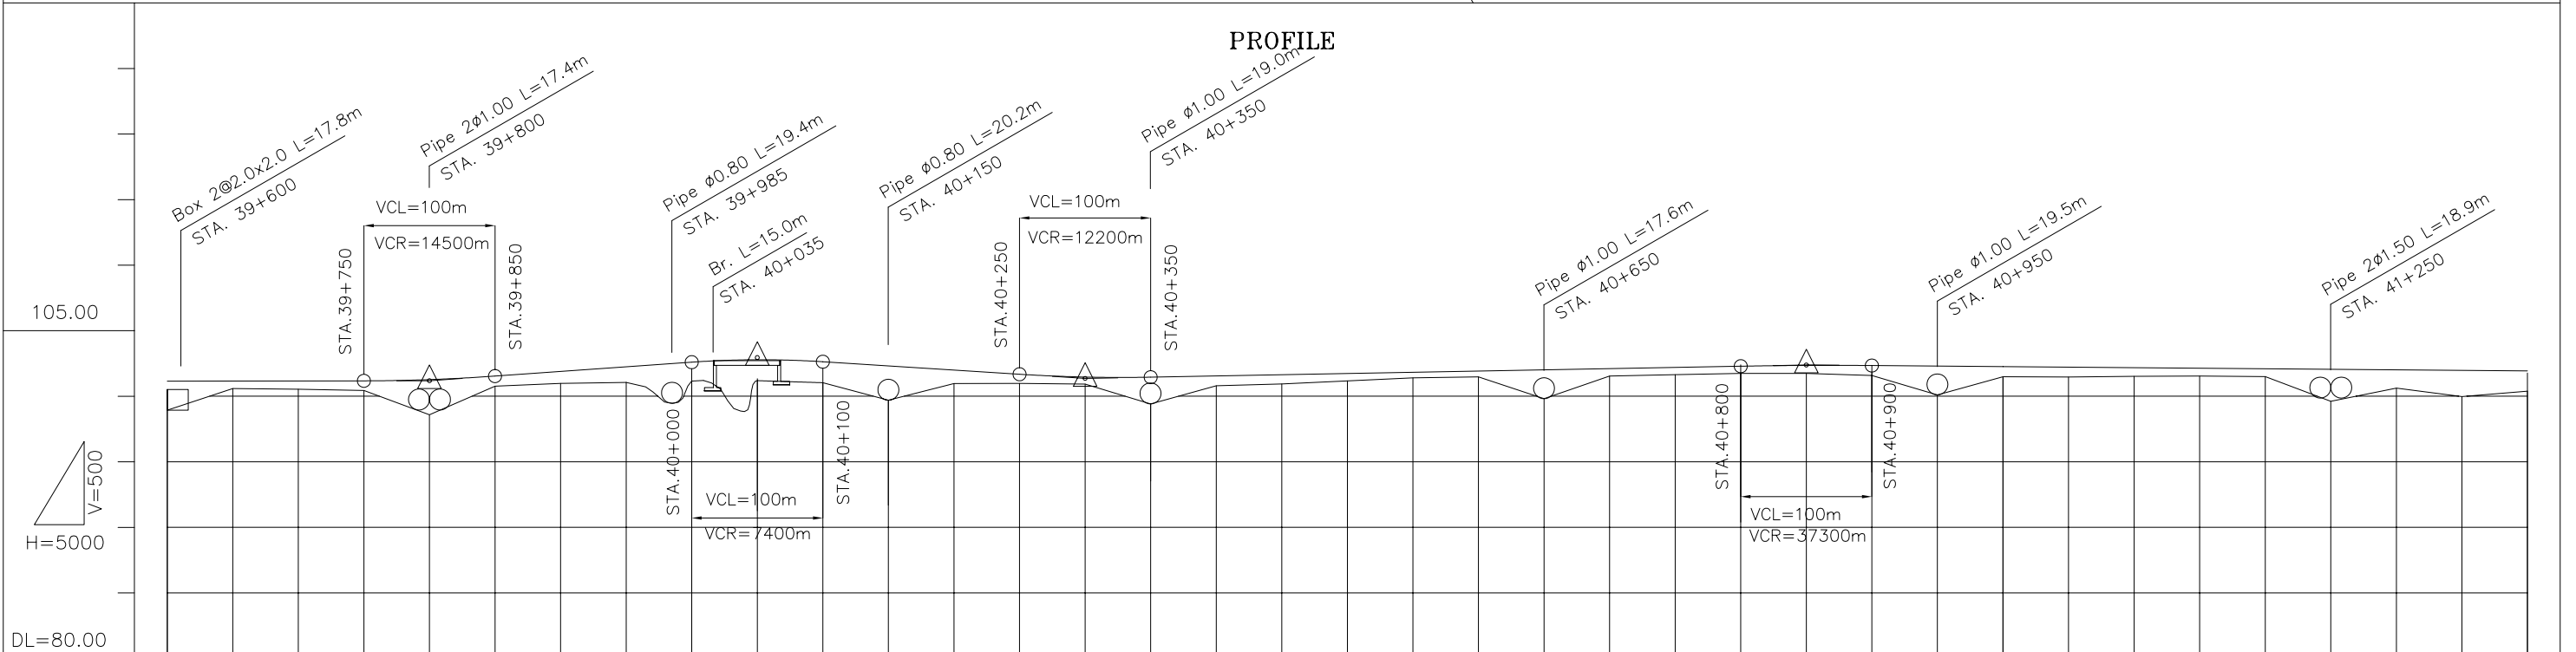 PROFILE
Box 2@2.0x2.0 L=17.8m
STA. 39+600
Pipe 2ø1.00 L=17.4m
STA. 39+800
VCL=100m
VCR=14500m
STA.39+750
STA.39+850
Pipe ø0.80 L=19.4m
STA. 39+985
Br. L=15.0m
STA. 40+035
Pipe ø0.80 L=20.2m
STA. 40+150
VCL=100m
VCR=12200m
STA.40+250
STA.40+350
Pipe ø1.00 L=19.0m
STA. 40+350
Pipe ø1.00 L=17.6m
STA. 40+650
Pipe ø1.00 L=19.5m
STA. 40+950
Pipe 2ø1.50 L=18.9m
STA. 41+250
105.00
STA.40+000
STA.40+100
VCL=100m
VCR=7400m
STA.40+800
STA.40+900
VCL=100m
VCR=37300m
V=500
H=5000
DL=80.00